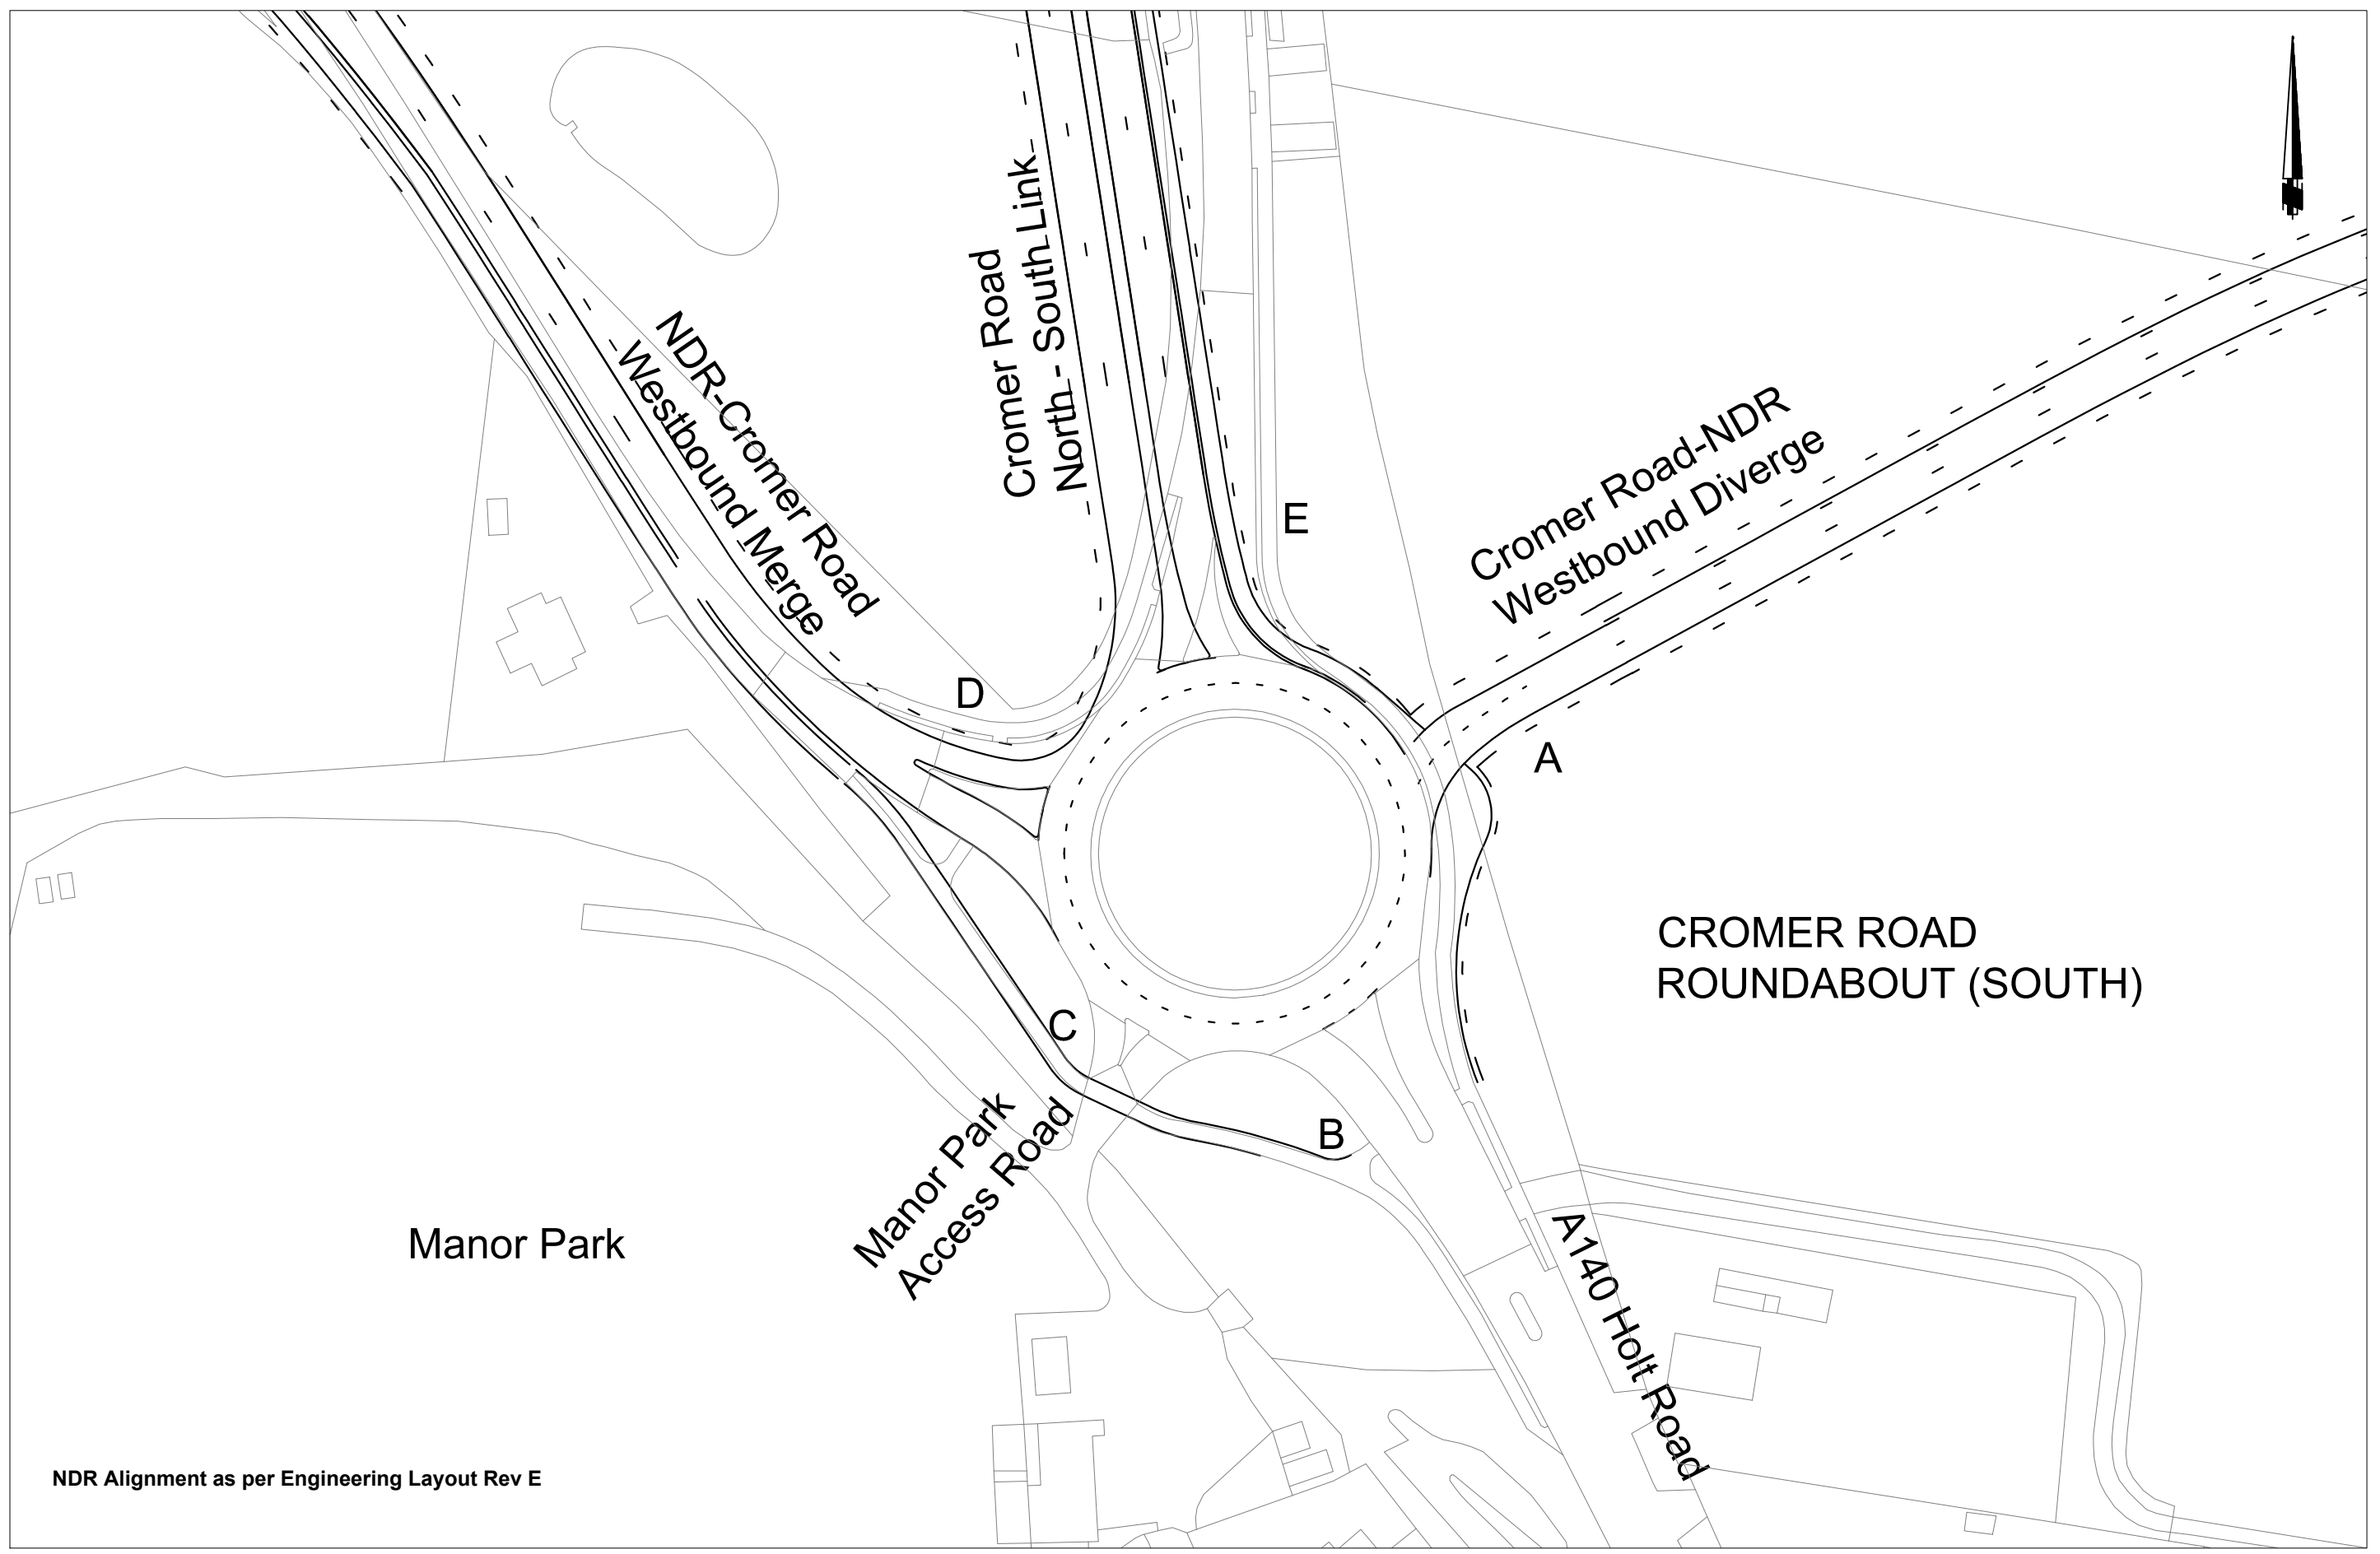 Cromer Road
North - South Link
NDR-Cromer Road
Westbound Merge
Cromer Road-NDR
Westbound Diverge
E
D
A
CROMER ROAD
ROUNDABOUT (SOUTH)
C
B
Manor Park
Access Road
Manor Park
A140 Holt Road
NDR Alignment as per Engineering Layout Rev E